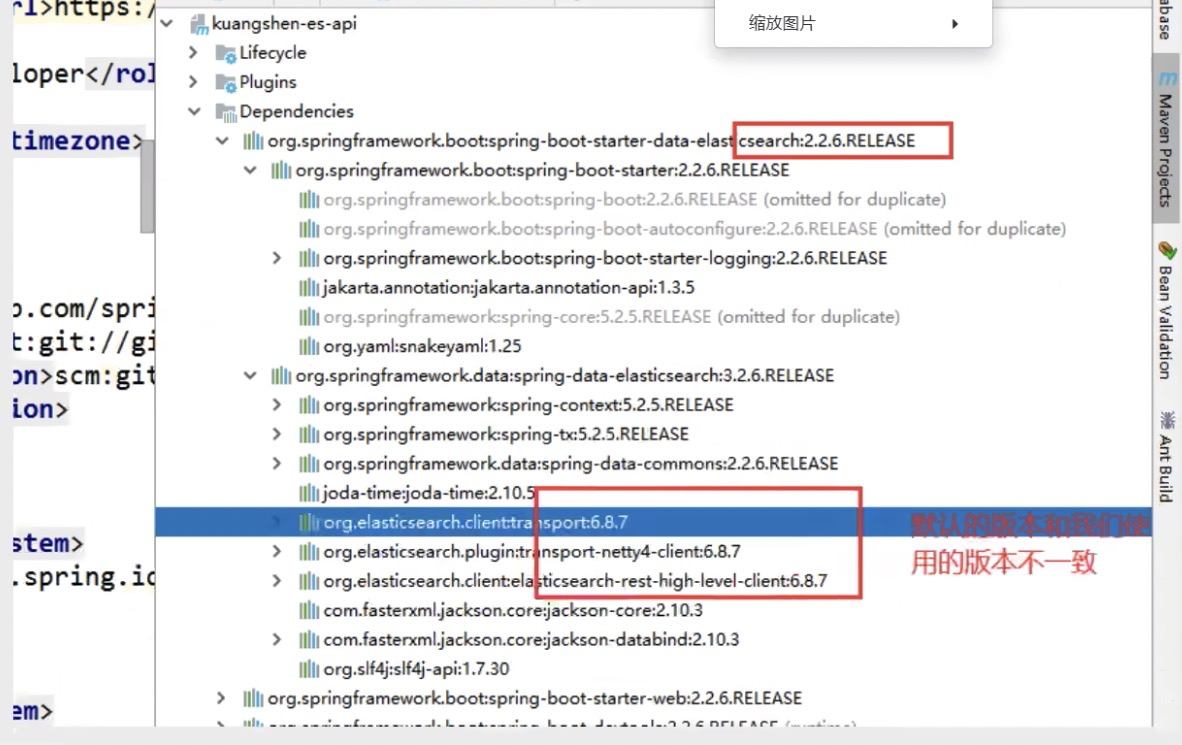 rl>https:/
loper</rol
timezone>
o.com/spri
t:git://gi
on>scm:git
ion>
stem>
.spring.io
em>
缩放图片
kuangshen-es-api
Lifecycle
Plugins
Dependencies
org.springframework.boot:spring-boot-starter-data-elasticsearch:2.2.6.RELEASE
org.springframework.boot:spring-boot-starter:2.2.6.RELEASE
org.springframework.boot:spring-boot:2.2.6.RELEASE (omitted for duplicate)
org.springframework.boot:spring-boot-autoconfigure:2.2.6.RELEASE (omitted for duplicate)
org.springframework.boot:spring-boot-starter-logging:2.2.6.RELEASE
jakarta.annotation:jakarta.annotation-api:1.3.5
org.springframework:spring-core:5.2.5.RELEASE (omitted for duplicate)
org.yaml:snakeyaml:1.25
org.springframework.data:spring-data-elasticsearch:3.2.6.RELEASE
org.springframework:spring-context:5.2.5.RELEASE
org.springframework:spring-tx:5.2.5.RELEASE
org.springframework.data:spring-data-commons:2.2.6.RELEASE
joda-time:joda-time:2.10.5
org.elasticsearch.client:transport:6.8.7
org.elasticsearch.plugin:transport-netty4-client:6.8.7
org.elasticsearch.client:elasticsearch-rest-high-level-client:6.8.7
com.fasterxml.jackson.core:jackson-core:2.10.3
com.fasterxml.jackson.core:jackson-databind:2.10.3
org.slf4j:slf4j-api:1.7.30
org.springframework.boot:spring-boot-starter-web:2.2.6.RELEASE
org.springframework.boot:spring-boot-devtools:2.2.6.RELEASE (runtime)
默认的版本和我们使
用的版本不一致
abase
Maven Projects
Bean Validation
Ant Build